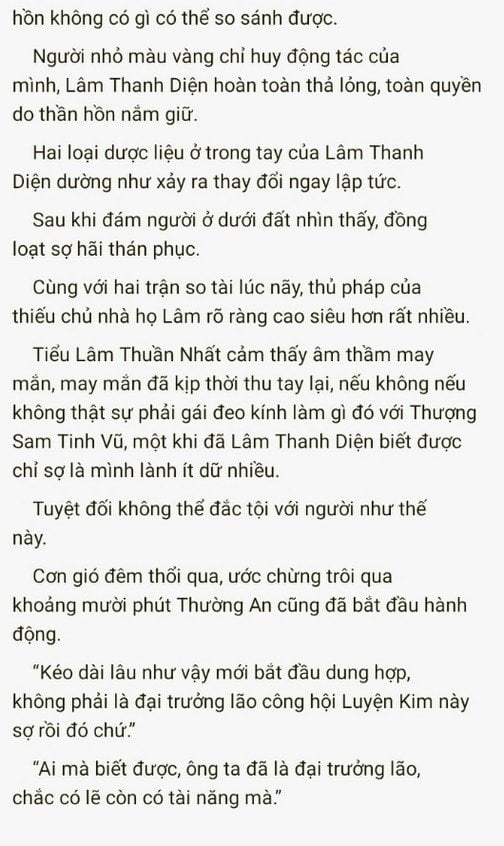 hồn không có gì có thể so sánh được.
Người nhỏ màu vàng chỉ huy động tác của
mình, Lâm Thanh Diện hoàn toàn thả lỏng, toàn quyền
do thần hồn nắm giữ.
Hai loại dược liệu ở trong tay của Lâm Thanh
Diện dường như xảy ra thay đổi ngay lập tức.
Sau khi đám người ở dưới đất nhìn thấy, đồng
loạt sợ hãi thán phục.
Cùng với hai trận so tài lúc nãy, thủ pháp của
thiếu chủ nhà họ Lâm rõ ràng cao siêu hơn rất nhiều.
Tiểu Lâm Thuần Nhất cảm thấy âm thầm may
mắn, may mắn đã kịp thời thu tay lại, nếu không nếu
không thật sự phải gái đeo kính làm gì đó với Thượng
Sam Tinh Vũ, một khi đã Lâm Thanh Diện biết được
chỉ sợ là mình lành ít dữ nhiều.
Tuyệt đối không thể đắc tội với người như thế
này.
Cơn gió đêm thổi qua, ước chừng trôi qua
khoảng mười phút Thường An cũng đã bắt đầu hành
động.
“Kéo dài lâu như vậy mới bắt đầu dung hợp,
không phải là đại trưởng lão công hội Luyện Kim này
sợ rồi đó chứ.”
“Ai mà biết được, ông ta đã là đại trưởng lão,
chắc có lẽ còn có tài năng mà.”